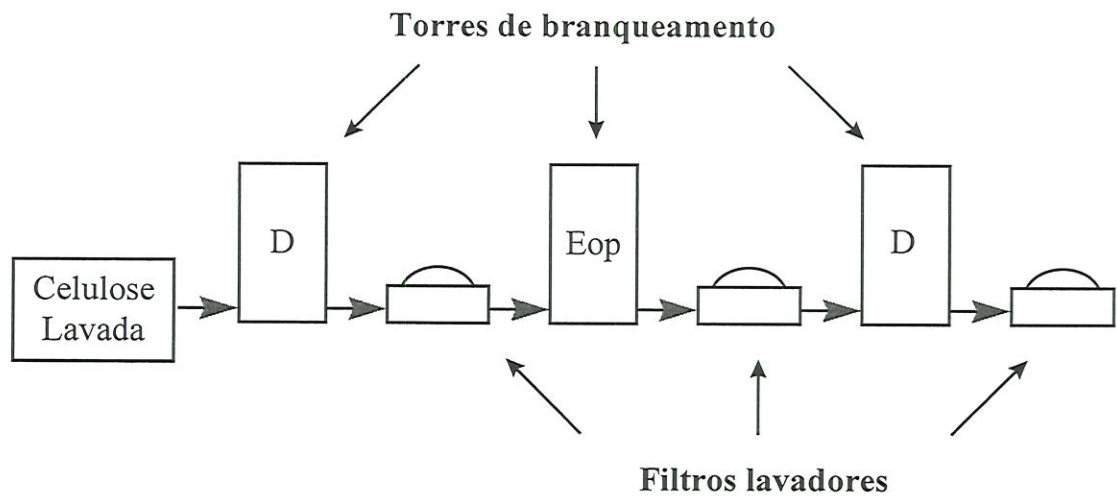 Torres de branqueamento
D
Eop
D
Celulose
Lavada
Filtros lavadores